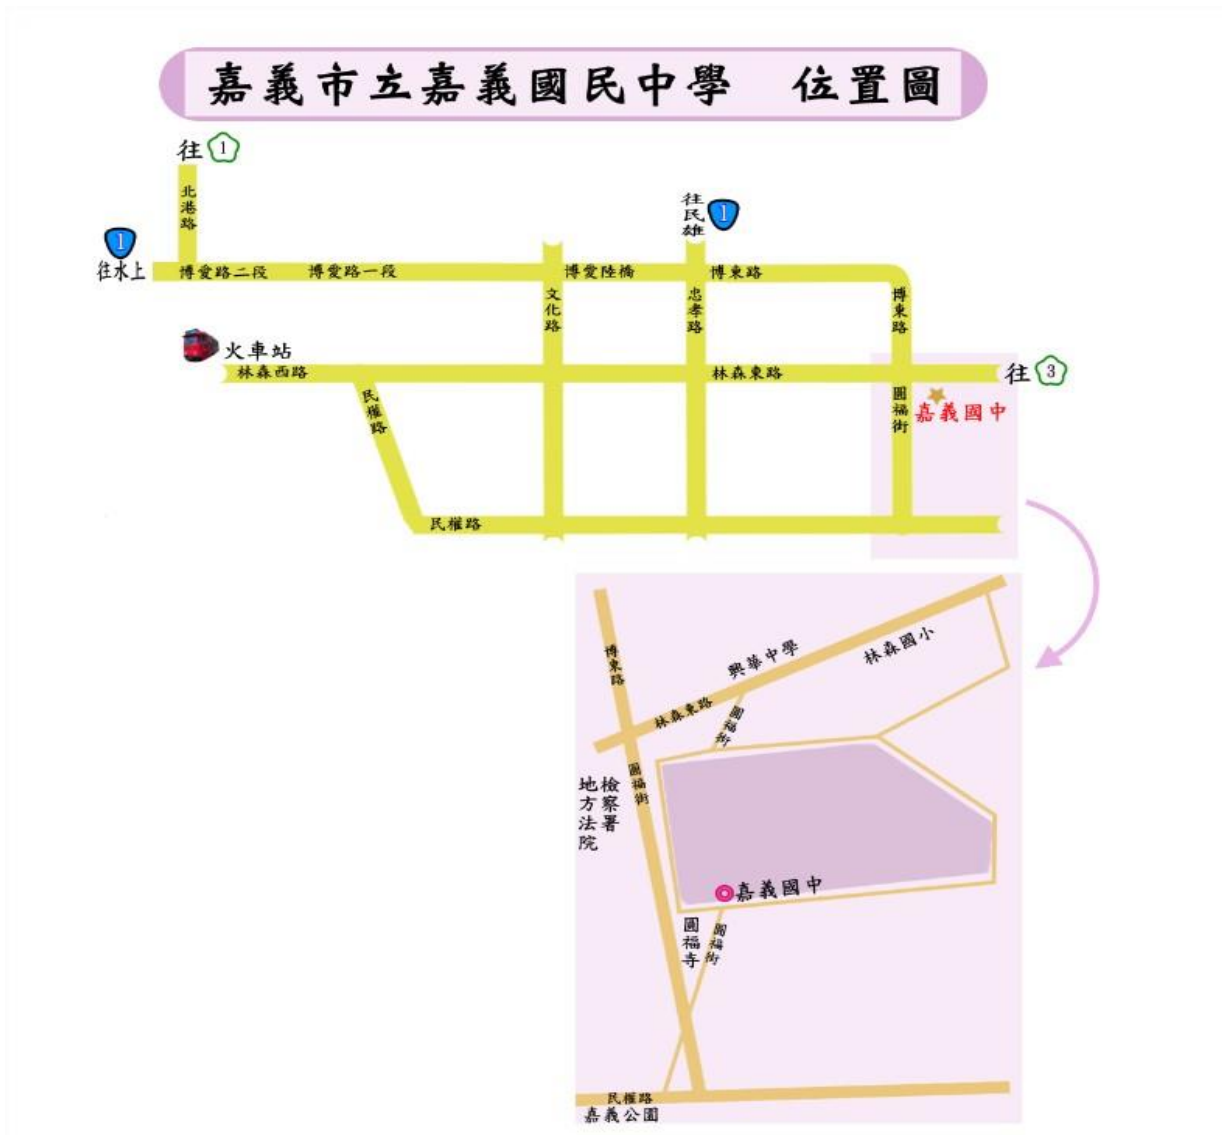 嘉義市立嘉義國民中學 位置圖
往 1
北港路
1
往水上
往民雄
1
博愛路二段
博愛路一段
博愛陸橋
博東路
文化路
忠孝路
博東路
火車站
林森西路
林森東路
往 3
民權路
圓福街
嘉義國中
民權路
博東路
興華中學
林森國小
林森東路
圓福街
圓福街
檢察署
地方法院
嘉義國中
圓福寺
圓福街
民權路
嘉義公園